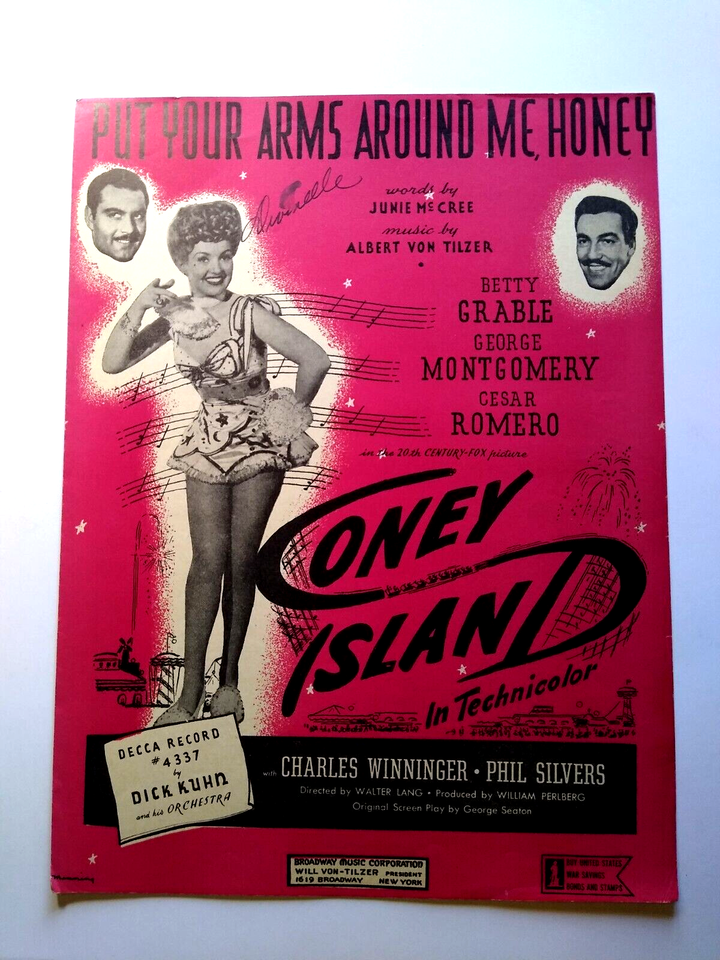 PUT YOUR ARMS AROUND ME, HONEY
words by
JUNIE McCREE
music by
ALBERT VON TILZER
BETTY
GRABLE
GEORGE
MONTGOMERY
CESAR
ROMERO
in the 20th CENTURY-FOX picture
CONEY
ISLAND
In Technicolor
DECCA RECORD
# 4337
by
DICK KUHN
and his ORCHESTRA
with CHARLES WINNINGER • PHIL SILVERS
Directed by WALTER LANG • Produced by WILLIAM PERLBERG
Original Screen Play by George Seaton
BROADWAY MUSIC CORPORATION
WILL VON-TILZER PRESIDENT
1619 BROADWAY NEW YORK
BUY UNITED STATES
WAR SAVINGS
BONDS AND STAMPS